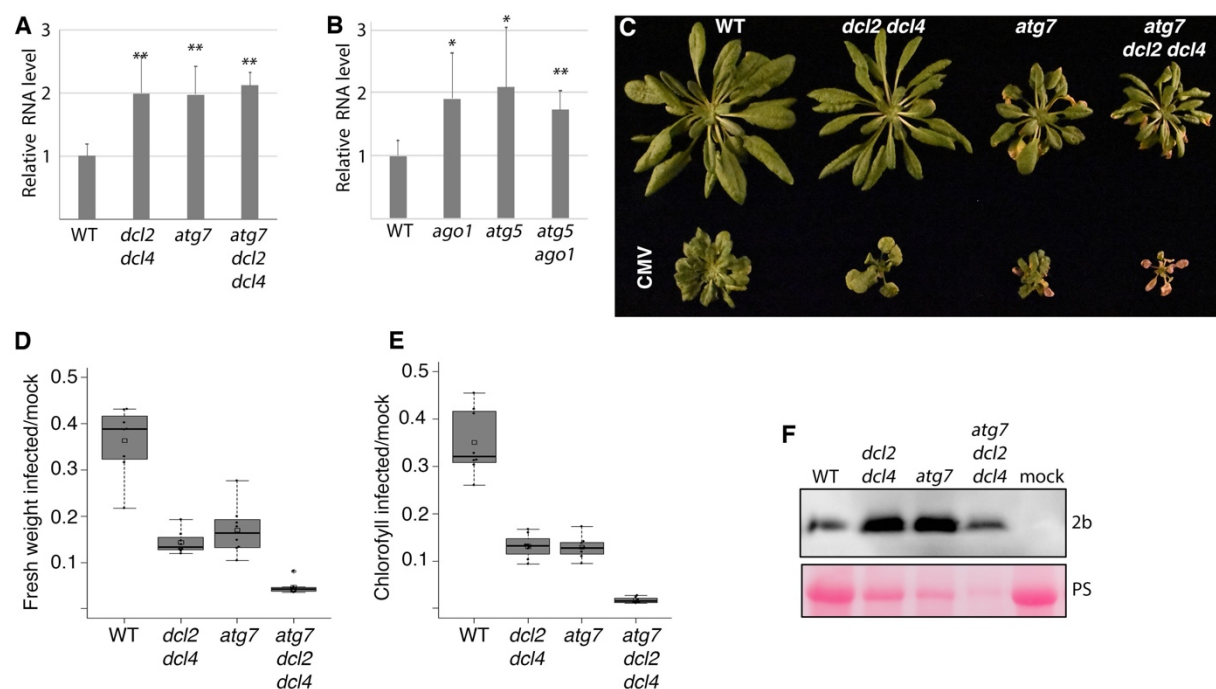 A
Relative RNA level
3
2
1
**
**
**
WT
dcl2
dcl4
atg7
atg7
dcl2
dcl4
B
Relative RNA level
3
2
1
*
*
**
WT
ago1
atg5
atg5
ago1
C
WT
dcl2 dcl4
atg7
atg7
dcl2 dcl4
CMV
D
Fresh weight infected/mock
0.5
0.4
0.3
0.2
0.1
WT
dcl2
dcl4
atg7
atg7
dcl2
dcl4
E
Chlorofyll infected/mock
0.5
0.4
0.3
0.2
0.1
WT
dcl2
dcl4
atg7
atg7
dcl2
dcl4
F
WT
dcl2
dcl4
atg7
atg7
dcl2
dcl4
mock
2b
PS